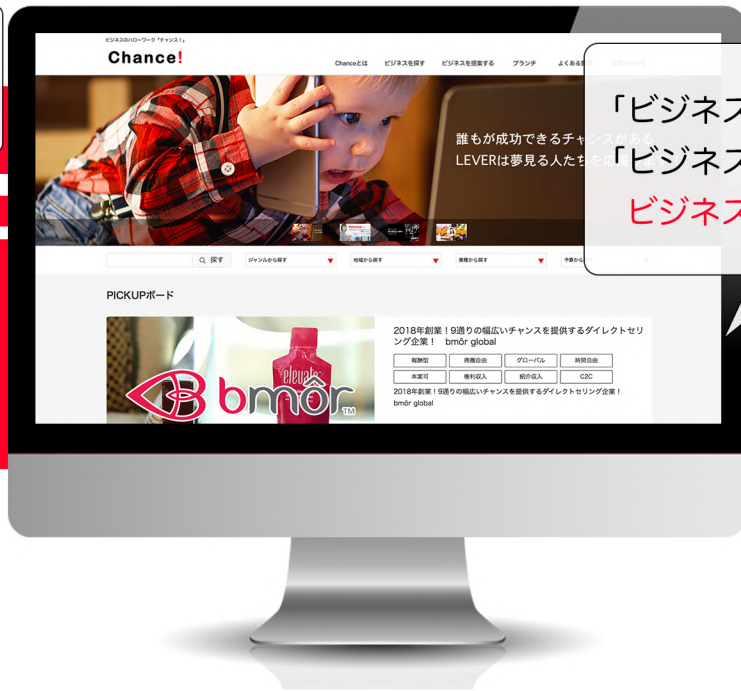 ビジネスのハローワーク「チャンス！」
Chance!
Chanceとは
ビジネスを探す
ビジネスを提案する
ブランチ
よくある
誰もが成功できるチャンスがある
LEVERは夢見る人たちを
「ビジネス
「ビジネス
ビジネス
探す
ジャンルから探す
地域から探す
業種から探す
予算から
PICKUPボード
2018年創業！9通りの幅広いチャンスを提供するダイレクトセリ
ング企業！ bmôr global
報酬型
商圏自由
グローバル
時間自由
本業可
権利収入
紹介収入
C2C
2018年創業！9通りの幅広いチャンスを提供するダイレクトセリング企業！
bmôr global
elevate
bmôr™